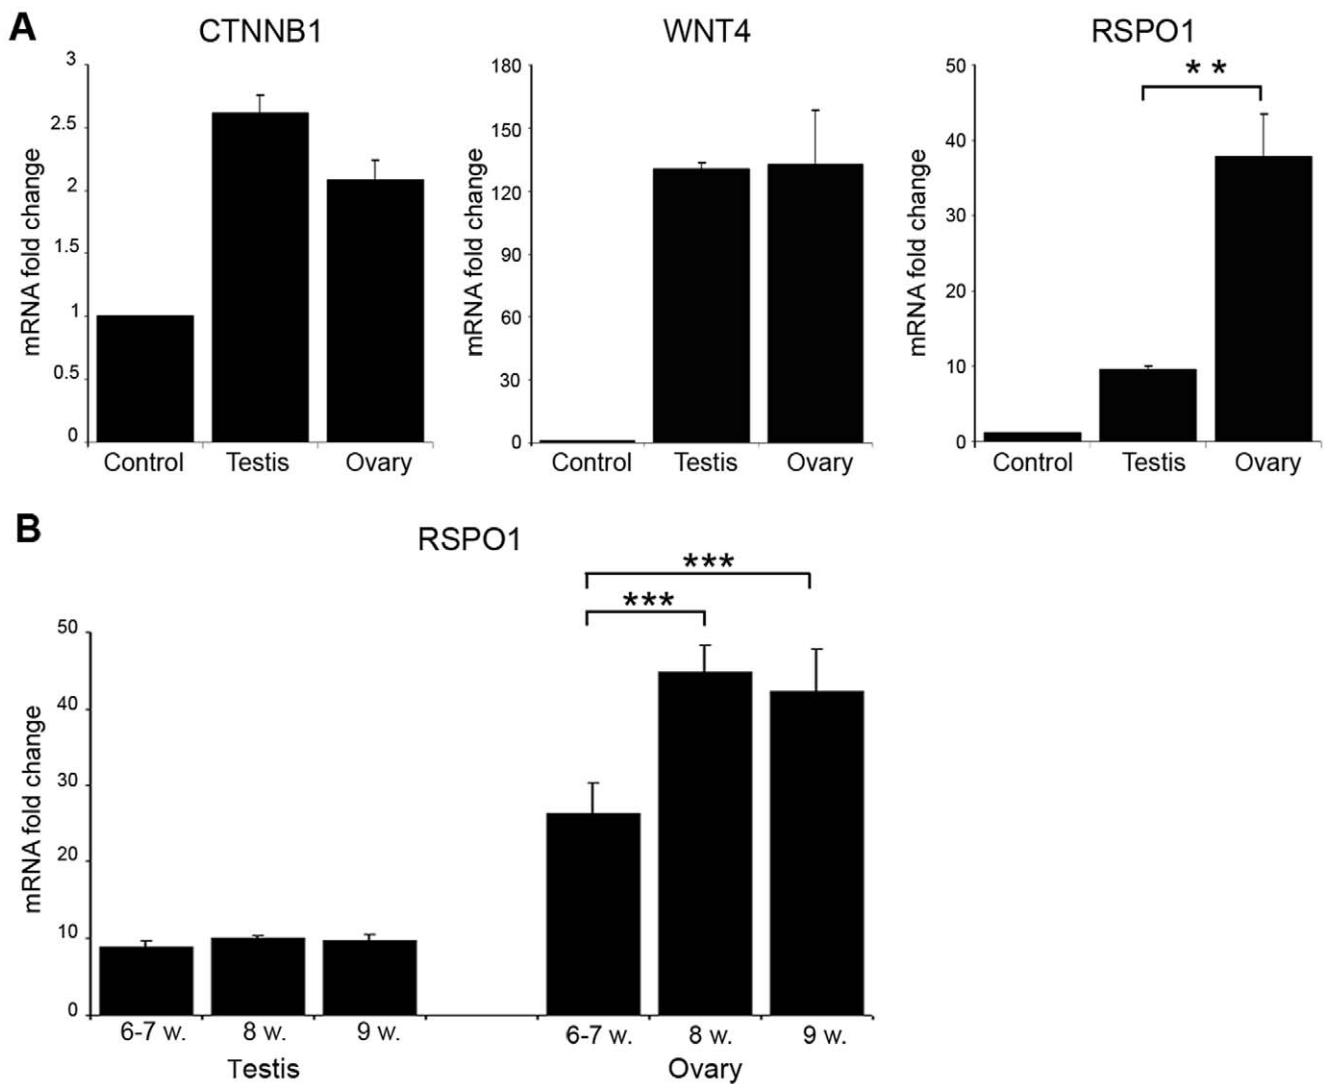 A
CTNNB1
WNT4
RSPO1
mRNA fold change
3
2.5
2
1.5
1
0.5
0
Control Testis Ovary
mRNA fold change
180
150
120
90
60
30
0
Control Testis Ovary
mRNA fold change
50
40
30
20
10
0
* *
Control Testis Ovary
B
RSPO1
***
***
mRNA fold change
50
40
30
20
10
0
6-7 w. 8 w. 9 w. 6-7 w. 8 w. 9 w.
Testis Ovary